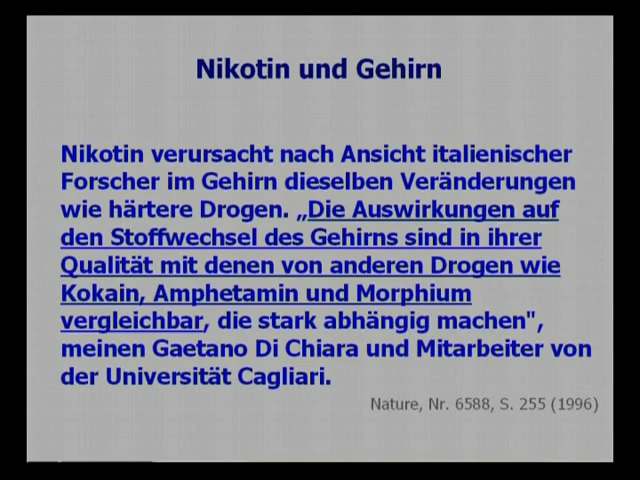 Nikotin und Gehirn
Nikotin verursacht nach Ansicht italienischer
Forscher im Gehirn dieselben Veränderungen
wie härtere Drogen. „Die Auswirkungen auf
den Stoffwechsel des Gehirns sind in ihrer
Qualität mit denen von anderen Drogen wie
Kokain, Amphetamin und Morphium
vergleichbar, die stark abhängig machen",
meinen Gaetano Di Chiara und Mitarbeiter von
der Universität Cagliari.
Nature, Nr. 6588, S. 255 (1996)